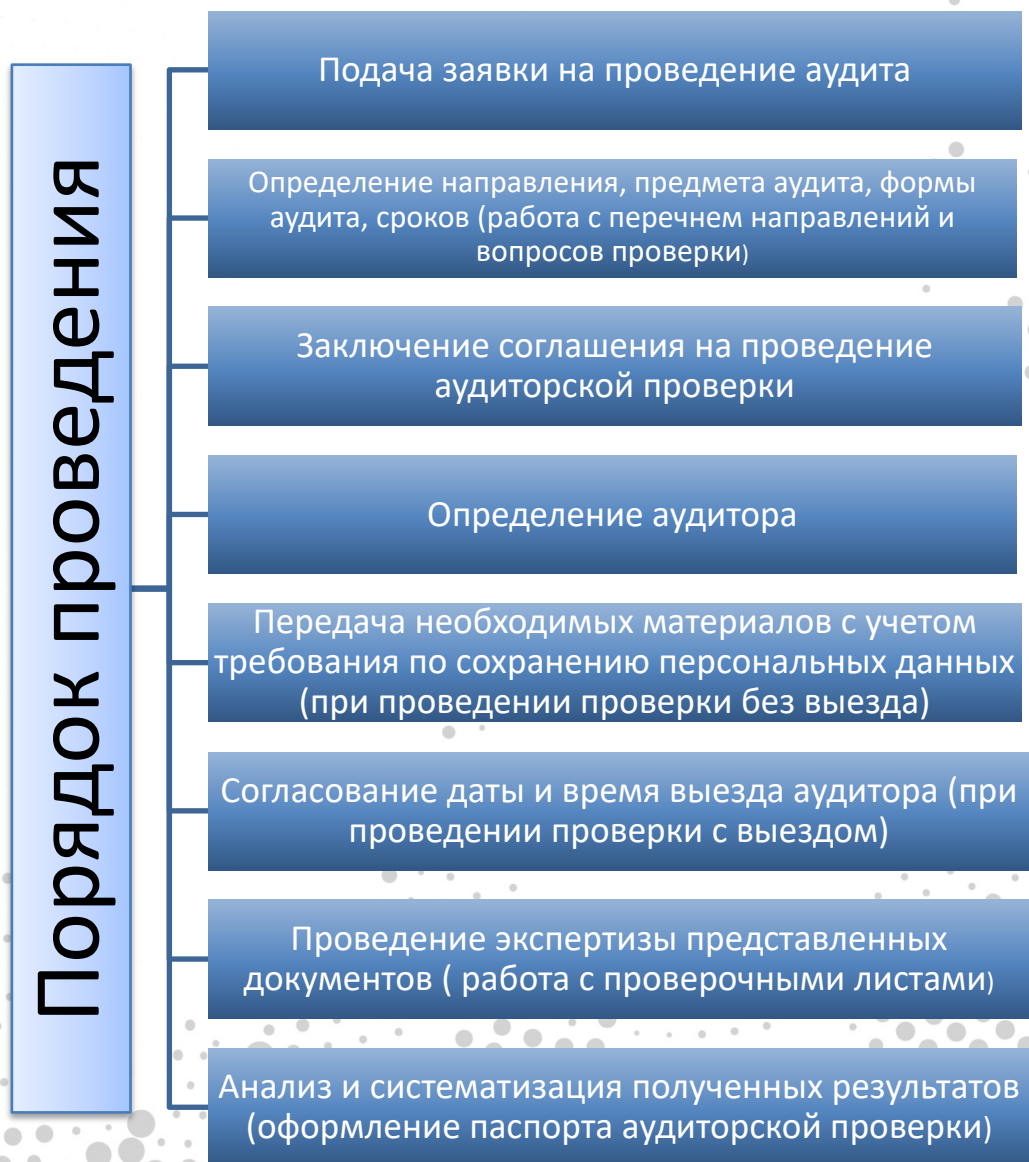 Порядок проведения
Подача заявки на проведение аудита
Определение направления, предмета аудита, формы
аудита, сроков (работа с перечнем направлений и
вопросов проверки)
Заключение соглашения на проведение
аудиторской проверки
Определение аудитора
Передача необходимых материалов с учетом
требования по сохранению персональных данных
(при проведении проверки без выезда)
Согласование даты и время выезда аудитора (при
проведении проверки с выездом)
Проведение экспертизы представленных
документов ( работа с проверочными листами)
Анализ и систематизация полученных результатов
(оформление паспорта аудиторской проверки)